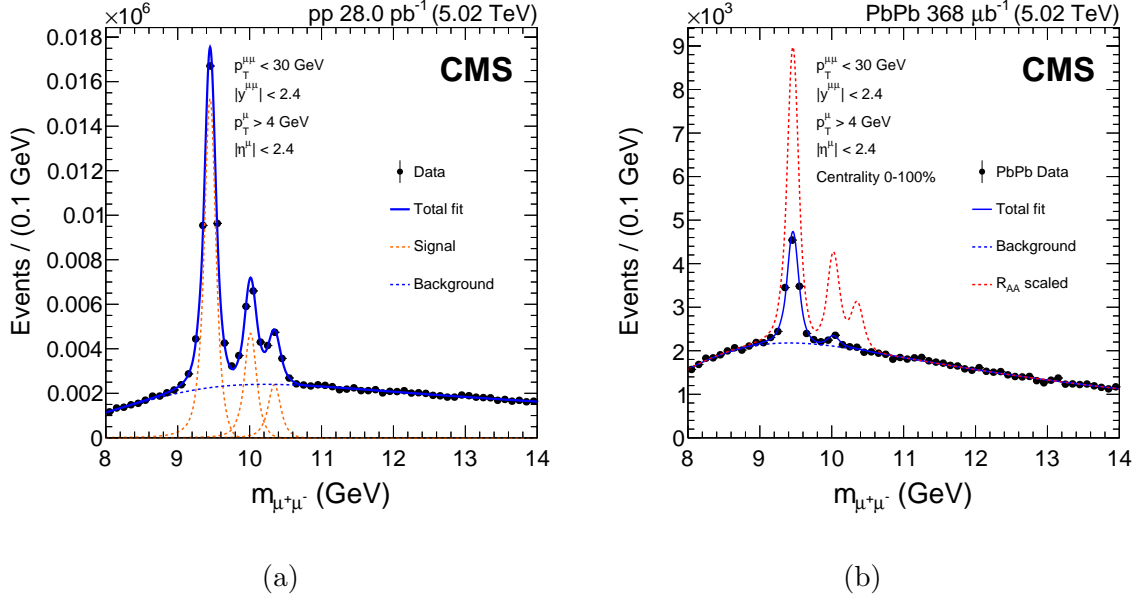 pp 28.0 pb⁻¹ (5.02 TeV)
×10⁶
CMS
p_T^μμ < 30 GeV
|y^μμ| < 2.4
p_T^μ > 4 GeV
|η^μ| < 2.4
Data
Total fit
Signal
Background
Events / (0.1 GeV)
0.018
0.016
0.014
0.012
0.01
0.008
0.006
0.004
0.002
0
8 9 10 11 12 13 14
m_μ⁺μ⁻ (GeV)
(a)
PbPb 368 μb⁻¹ (5.02 TeV)
×10³
CMS
p_T^μμ < 30 GeV
|y^μμ| < 2.4
p_T^μ > 4 GeV
|η^μ| < 2.4
Centrality 0-100%
PbPb Data
Total fit
Background
R_AA scaled
Events / (0.1 GeV)
9
8
7
6
5
4
3
2
1
0
8 9 10 11 12 13 14
m_μ⁺μ⁻ (GeV)
(b)